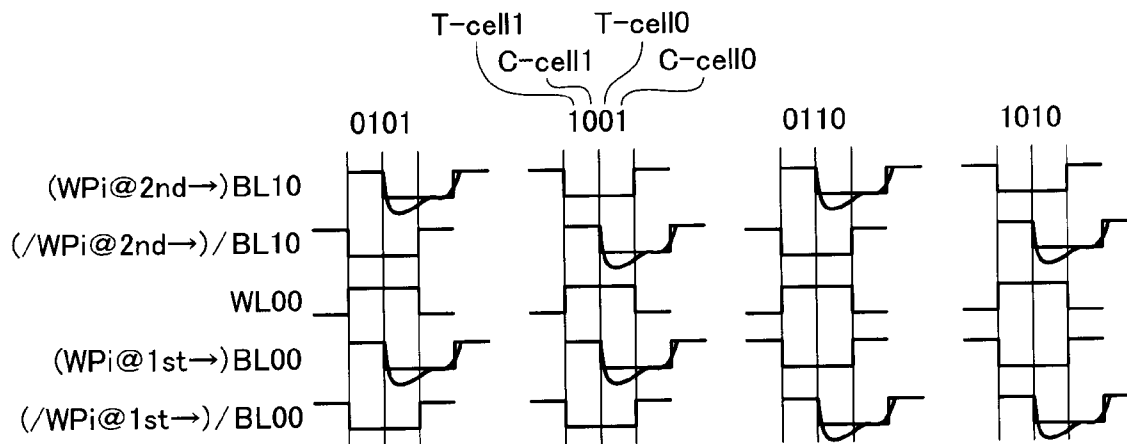 T-cell1 T-cell0
C-cell1 C-cell0
0101 1001 0110 1010
(WPi@2nd→)BL10
(/WPi@2nd→)/BL10
WL00
(WPi@1st→)BL00
(/WPi@1st→)/BL00